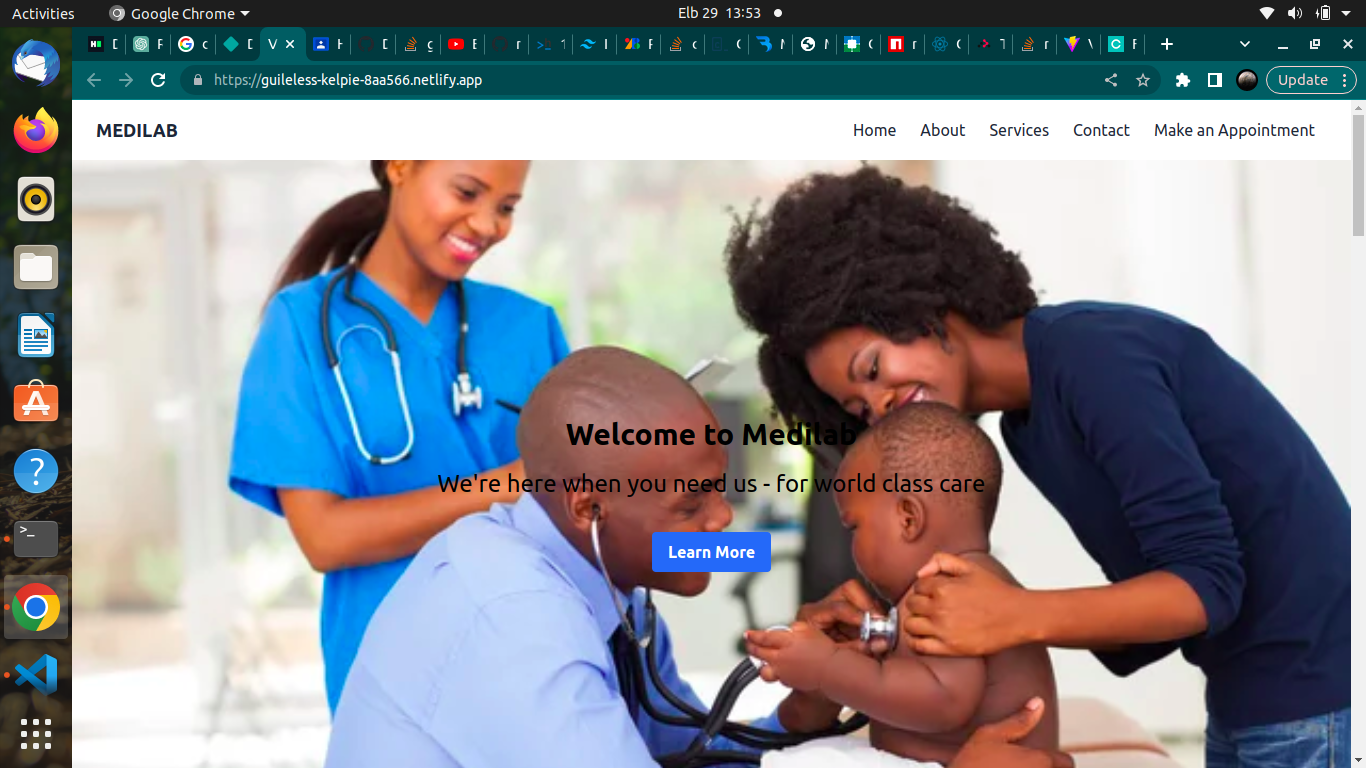 Activities Google Chrome Elb 29 13:53
V
https://guileless-kelpie-8aa566.netlify.app Update
MEDILAB Home About Services Contact Make an Appointment
Welcome to Medilab
We're here when you need us - for world class care
Learn More